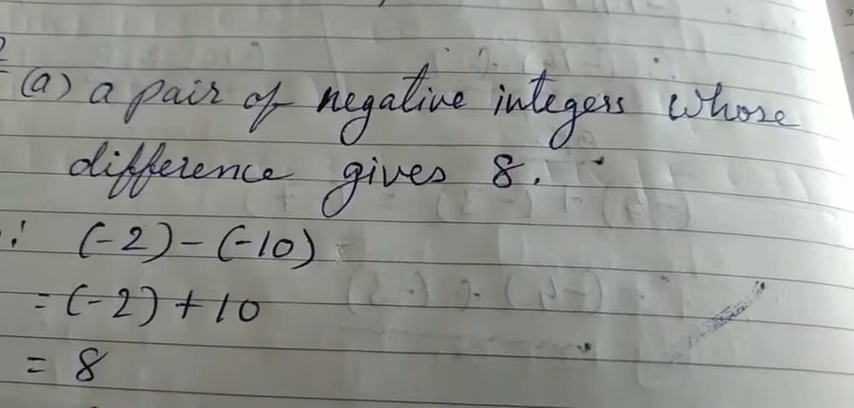 (a) a pair of negative integers whose
difference gives 8.
∴ (-2)-(-10)
=(-2)+10
= 8